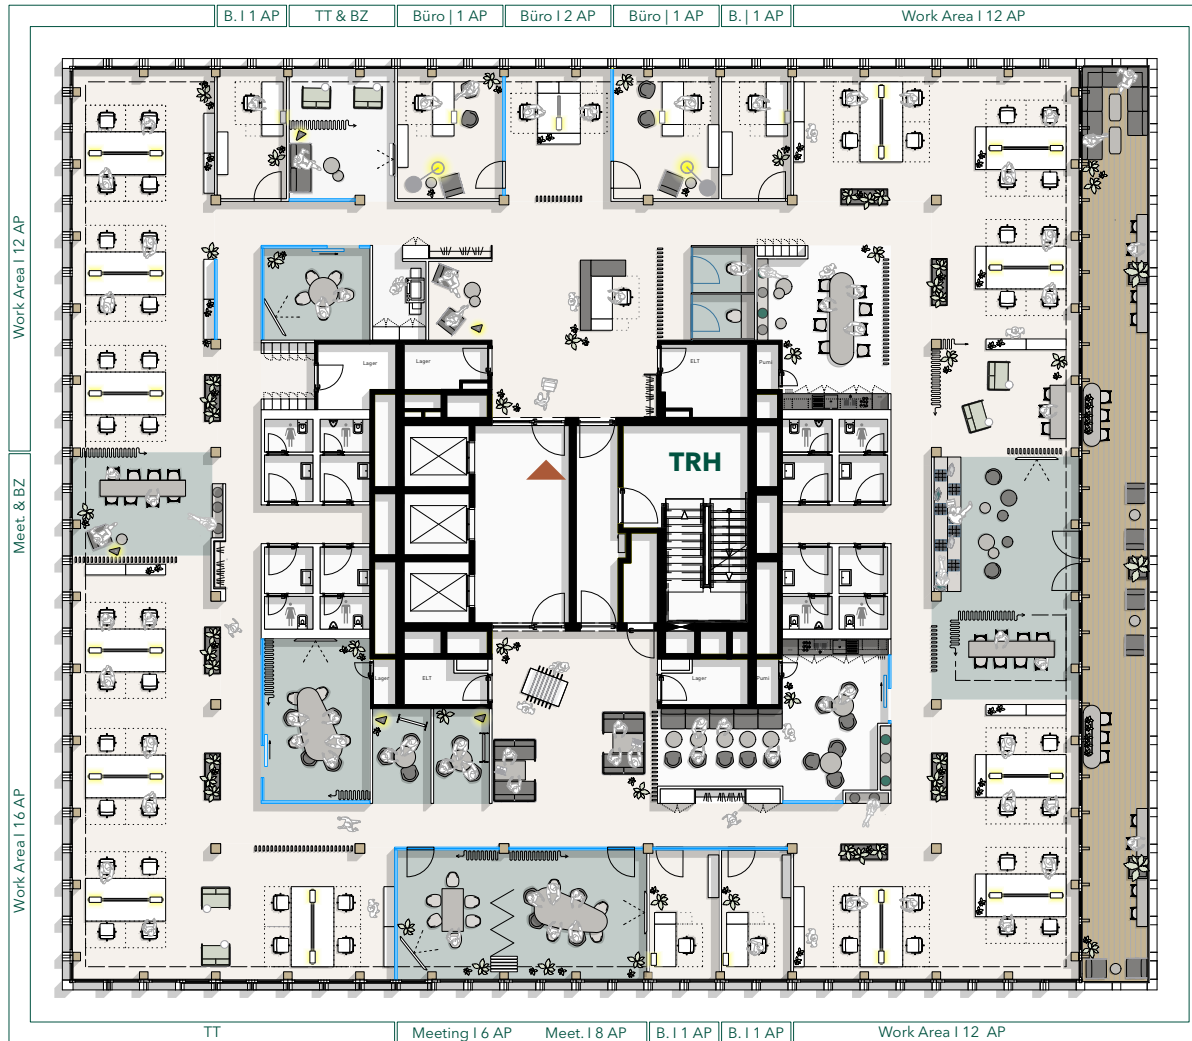 B. I 1 AP
TT & BZ
Büro | 1 AP
Büro I 2 AP
Büro | 1 AP
B. | 1 AP
Work Area I 12 AP
Work Area I 12 AP
Meet. & BZ
Work Area I 16 AP
Lager
Lager
ELT
Pumi
TRH
Lager
ELT
Lager
Pumi
TT
Meeting I 6 AP
Meet. I 8 AP
B. I 1 AP
B. I 1 AP
Work Area I 12 AP